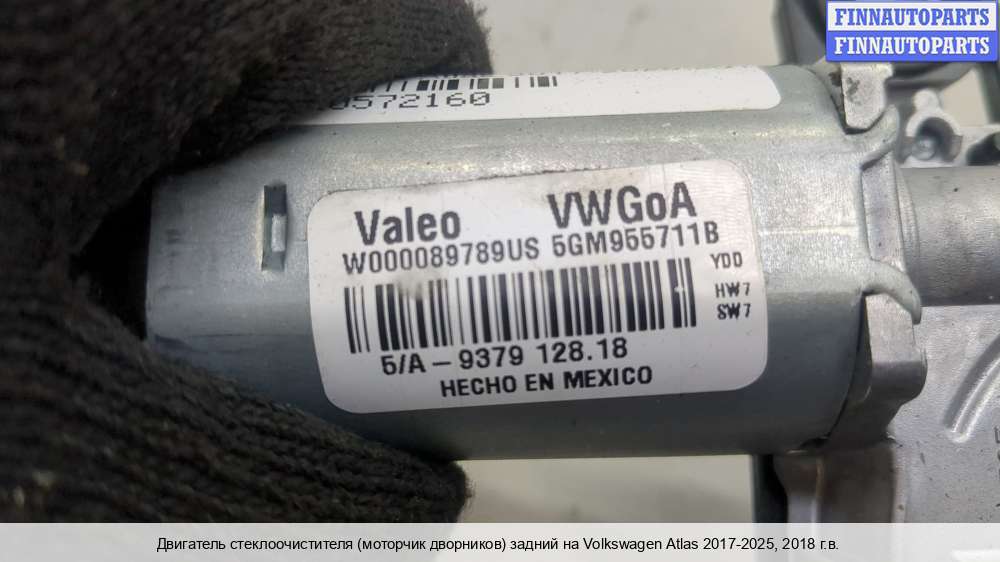 FINNAUTOPARTS
FINNAUTOPARTS
Valeo VWGoA
W000089789US 5GM955711B
YDD
HW7
SW7
5/A-9379 128.18
HECHO EN MEXICO
Двигатель стеклоочистителя (моторчик дворников) задний на Volkswagen Atlas 2017-2025, 2018 г.в.